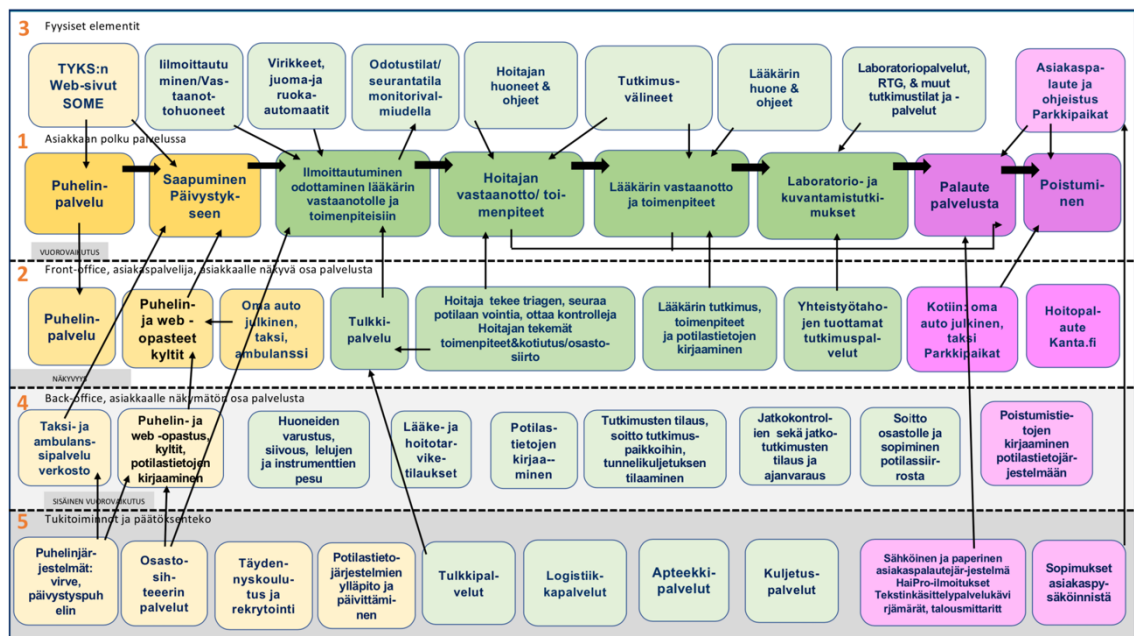 3 Fyysiset elementit
TYKS:n
Web-sivut
SOME
Iilmoittautu
minen/Vas-
taanot-
tohuoneet
Virikkeet,
juoma-ja
ruoka-
automaatit
Odotustilat/
seurantatila
monitorival-
miudella
Hoitajan
huoneet &
ohjeet
Tutkimus-
välineet
Lääkärin
huone &
ohjeet
Laboratoriopalvelut,
RTG, & muut
tutkimustilat ja -
palvelut
Asiakaspa-
laute ja
ohjeistus
Parkkipaikat
1 Asiakkaan polku palvelussa
Puhelin-
palvelu
Saapuminen
Päivystyk-
seen
Ilmoittautuminen
odottaminen lääkärin
vastaanotolle ja
toimenpiteisiin
Hoitajan
vastaanotto/ toi-
menpiteet
Lääkärin vastaanotto
ja toimenpiteet
Laboratorio- ja
kuvantamistutki-
mukset
Palaute
palvelusta
Poistumi-
nen
VUOROVAIKUTUS
2 Front-office, asiakaspalvelija, asiakaalle näkyvä osa palvelusta
Puhelin-
palvelu
Puhelin-
ja web -
opasteet
kyltit
Oma auto
julkinen,
taksi,
ambulanssi
Tulkki-
palvelu
Hoitaja tekee triagen, seuraa
potilaan vointia, ottaa kontrolleja
Hoitajan tekemät
toimenpiteet&kotiutus/osasto-
siirto
Lääkärin tutkimus,
toimenpiteet
ja potilastietojen
kirjaaminen
Yhteistyötaho-
jen tuottamat
tutkimuspal-
velut
Kotiin: oma
auto julkinen,
taksi
Parkkipaikat
Hoitopa-
laute
Kanta.fi
NÄKYVYYS
4 Back-office, asiakkaalle näkymätön osa palvelusta
Taksi- ja
ambulans-
sipalvelu
verkosto
Puhelin- ja
web -opastus,
kyltit,
potilastietojen
kirjaaminen
Huoneiden
varustus,
siivous, lelujen ja
instrumenttien
pesu
Lääke- ja
hoitotar-
vike-
tilaukset
Potilas-
tietojen
kirjaa--
minen
Tutkimusten tilaus,
soitto tutkimus-
paikkoihin,
tunnelikuljetuksen
tilaaminen
Jatkokontrol-
ien sekä jatko-
tutkimusten
tilaus ja
ajanvaraus
Soitto
osastolle ja
sopiminen
potilassiir-
rosta
Poistumistie-
tojen
kirjaaminen
potilastietojär-
jestelmään
SISÄINEN VUOROVAIKUTUS
5 Tukitoiminnot ja päätöksenteko
Puhelinjär-
jestelmät:
virve,
päivystyspuh
elin
Osasto-
sih-
teeerin
palvelut
Täyden-
nyskoulu-
tus ja
rekrytointi
Potilastieto-
järjestelmien
ylläpito ja
päivittämi-
nen
Tulkkipal-
velut
Logistiik-
kapalvelut
Apteekki-
palvelut
Kuljetus-
palvelut
Sähköinen ja paperinen
asiakaspalautejär-jestelmä
HaiPro-ilmoitukset
Tekstinkäsittelypalvelukävi
rjämärät, talousmittaritt
Sopimukset
asiakaspy-
säköinnistä